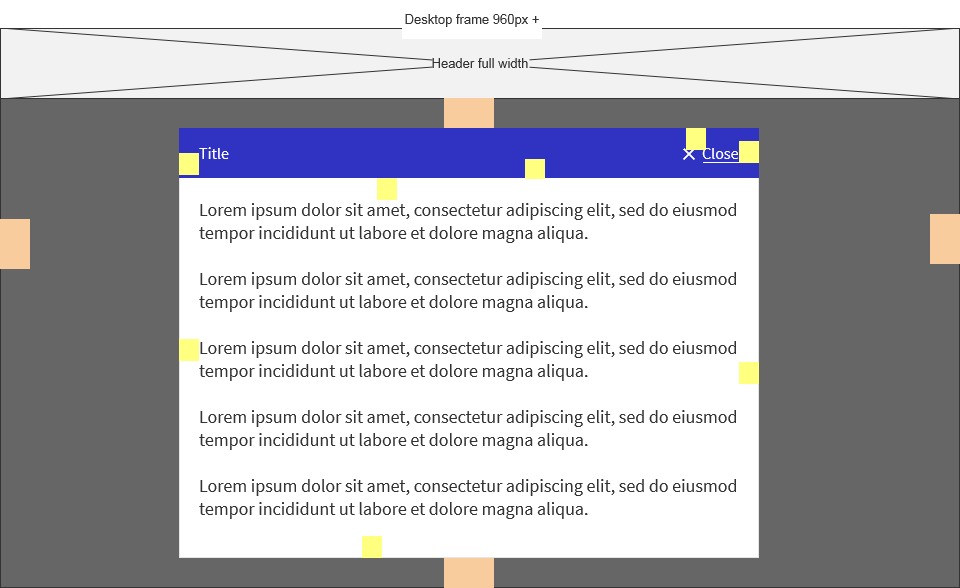 Desktop frame 960px +
Header full width
Title
Close
Lorem ipsum dolor sit amet, consectetur adipiscing elit, sed do eiusmod
tempor incididunt ut labore et dolore magna aliqua.
Lorem ipsum dolor sit amet, consectetur adipiscing elit, sed do eiusmod
tempor incididunt ut labore et dolore magna aliqua.
Lorem ipsum dolor sit amet, consectetur adipiscing elit, sed do eiusmod
tempor incididunt ut labore et dolore magna aliqua.
Lorem ipsum dolor sit amet, consectetur adipiscing elit, sed do eiusmod
tempor incididunt ut labore et dolore magna aliqua.
Lorem ipsum dolor sit amet, consectetur adipiscing elit, sed do eiusmod
tempor incididunt ut labore et dolore magna aliqua.